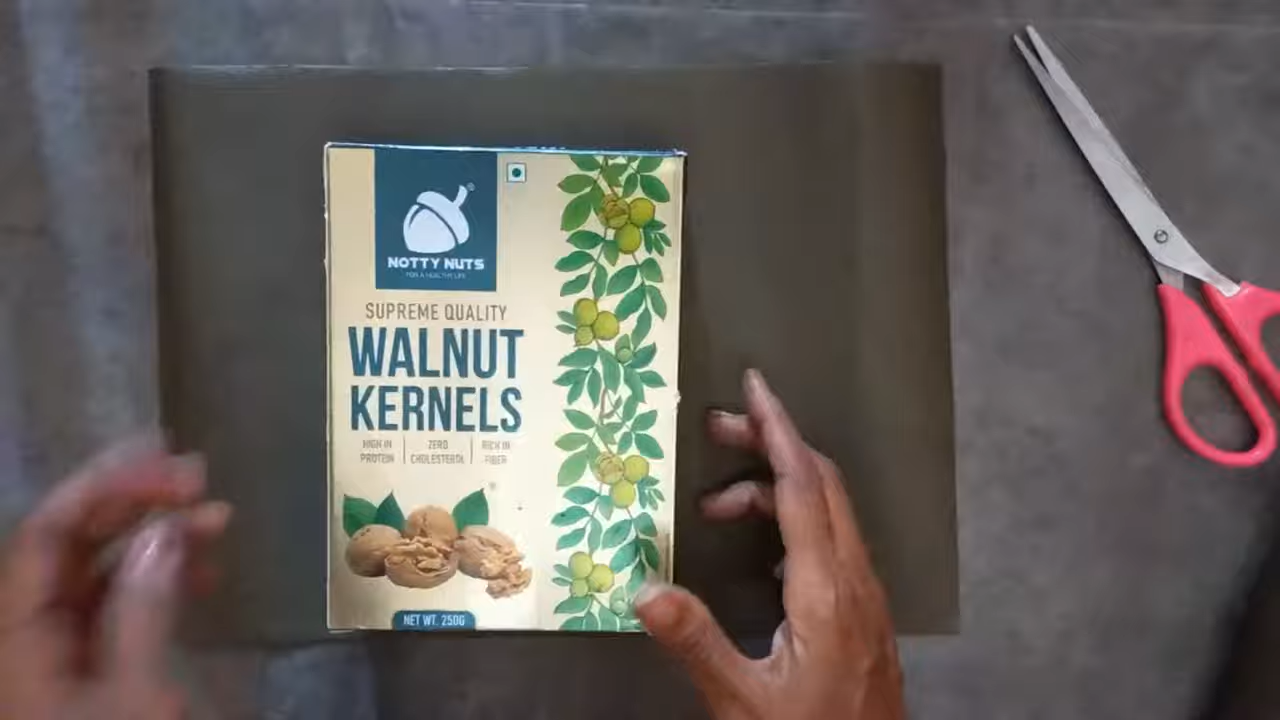 NOTTY NUTS
FOR A HEALTHY LIFE
SUPREME QUALITY
WALNUT
KERNELS
HIGH IN PROTEIN
ZERO CHOLESTEROL
RICH IN FIBER
NET WT. 250G